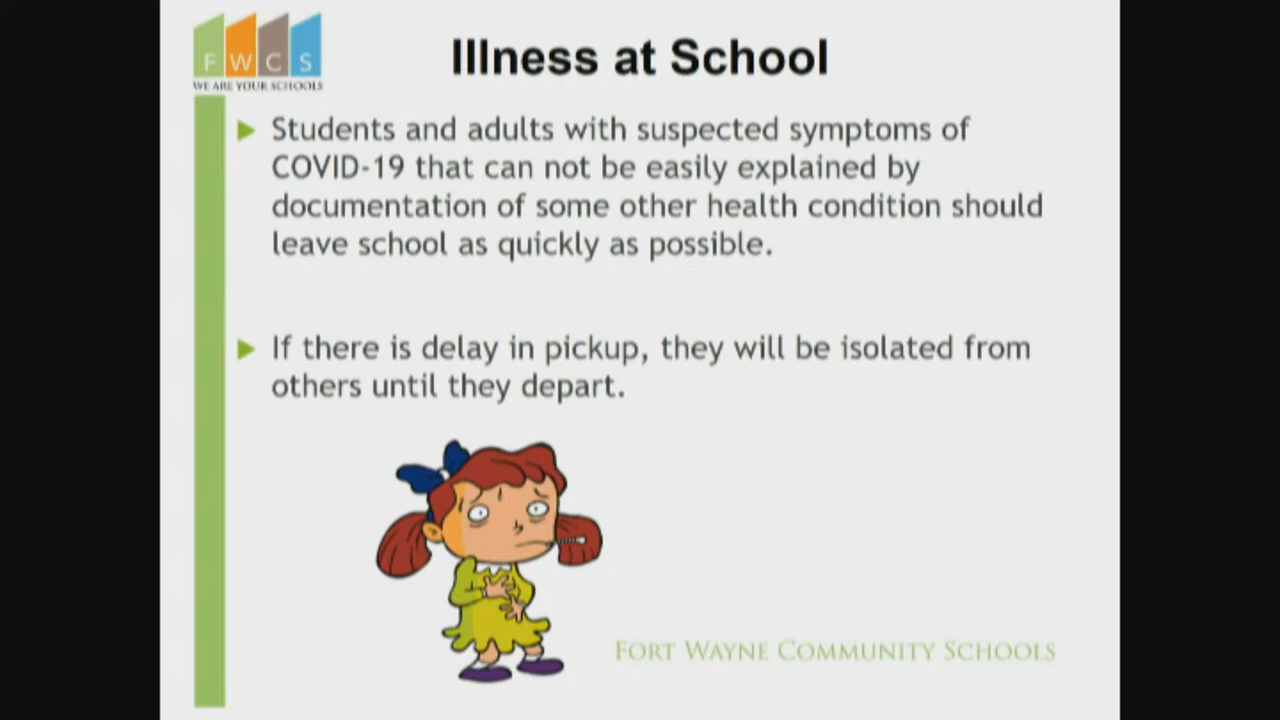 F W C S
WE ARE YOUR SCHOOLS
Illness at School
Students and adults with suspected symptoms of
COVID-19 that can not be easily explained by
documentation of some other health condition should
leave school as quickly as possible.
If there is delay in pickup, they will be isolated from
others until they depart.
FORT WAYNE COMMUNITY SCHOOLS